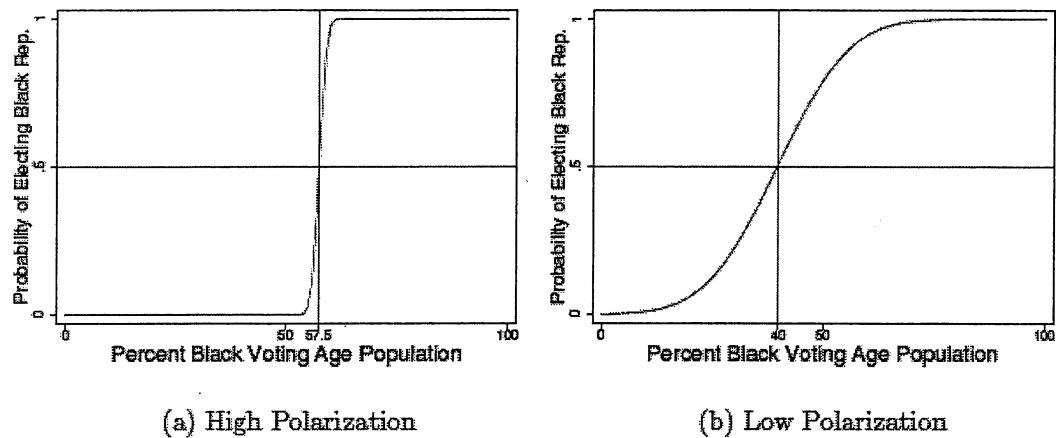 Probability of Electing Black Rep.
1
.5
0
0
50
57.5
100
Percent Black Voting Age Population
(a) High Polarization
Probability of Electing Black Rep.
1
.5
0
0
40
50
100
Percent Black Voting Age Population
(b) Low Polarization